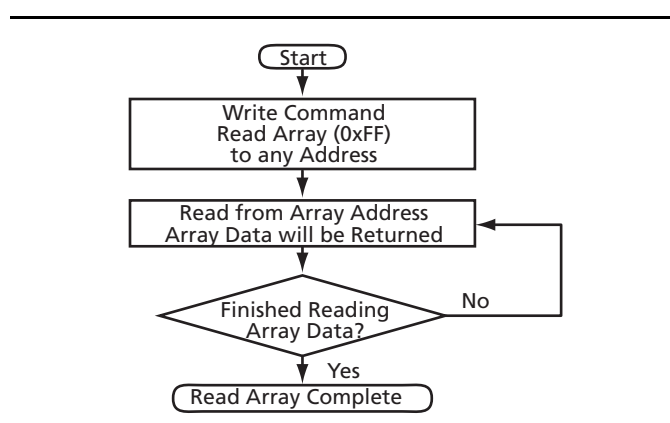 Start
Write Command
Read Array (0xFF)
to any Address
Read from Array Address
Array Data will be Returned
Finished Reading
Array Data?
No
Yes
Read Array Complete